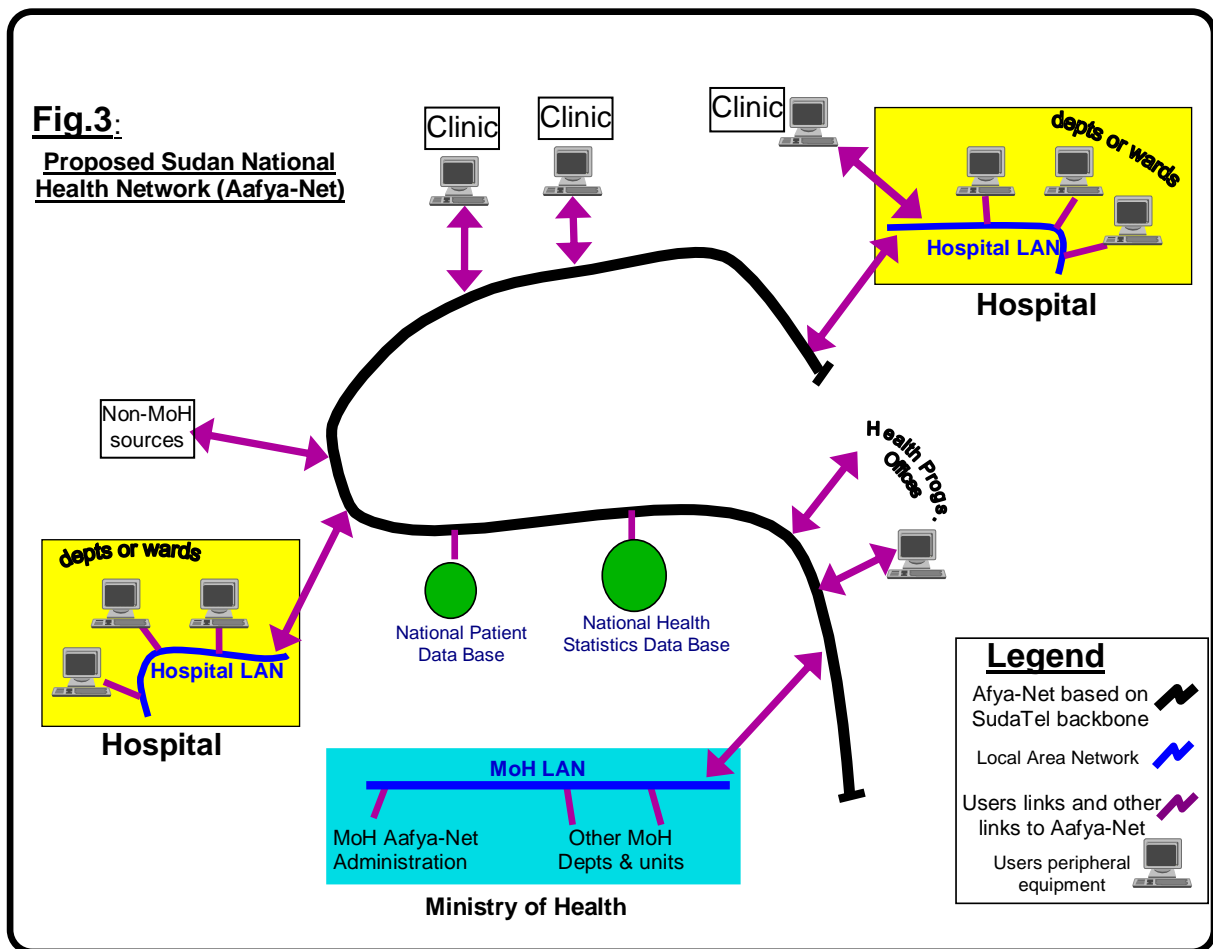 Fig.3:
Proposed Sudan National
Health Network (Aafya-Net)
Clinic
Clinic
Clinic
depts or wards
Hospital LAN
Hospital
Non-MoH
sources
Health Progs.
Offices
depts or wards
Hospital LAN
Hospital
National Patient
Data Base
National Health
Statistics Data Base
MoH LAN
MoH Aafya-Net
Administration
Other MoH
Depts & units
Ministry of Health
Legend
Afya-Net based on
SudaTel backbone
Local Area Network
Users links and other
links to Aafya-Net
Users peripheral
equipment